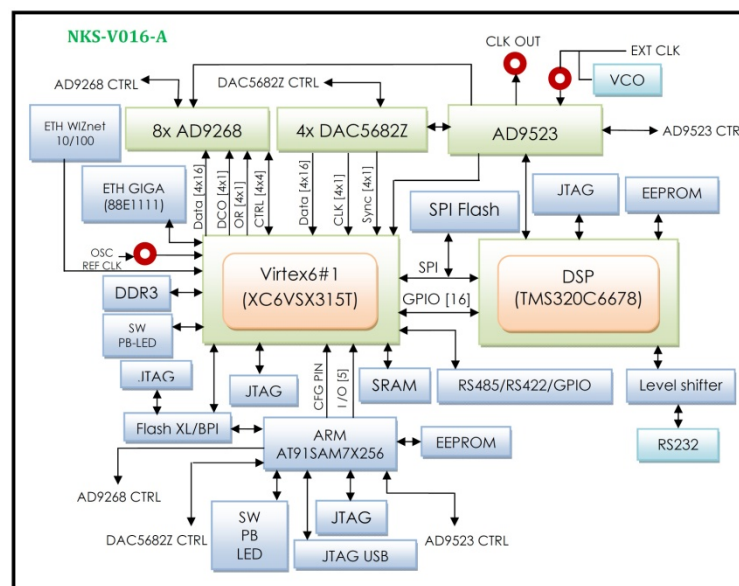 NKS-V016-A
CLK OUT
EXT CLK
VCO
AD9268 CTRL
DAC5682Z CTRL
ETH WIZnet
10/100
8x AD9268
4x DAC5682Z
AD9523
AD9523 CTRL
ETH GIGA
(88E1111)
Data [4x16]
DCO [4x1]
OR [4x1]
CTRL [4x4]
Data [4x16]
CLK [4x1]
Sync [4x1]
SPI Flash
JTAG
EEPROM
OSC
REF CLK
Virtex6#1
(XC6VSX315T)
SPI
GPIO [16]
DSP
(TMS320C6678)
DDR3
SW
PB-LED
JTAG
JTAG
CFG PIN
I/O [5]
SRAM
RS485/RS422/GPIO
Level shifter
Flash XL/BPI
ARM
AT91SAM7X256
EEPROM
RS232
AD9268 CTRL
DAC5682Z CTRL
SW
PB
LED
JTAG
JTAG USB
AD9523 CTRL